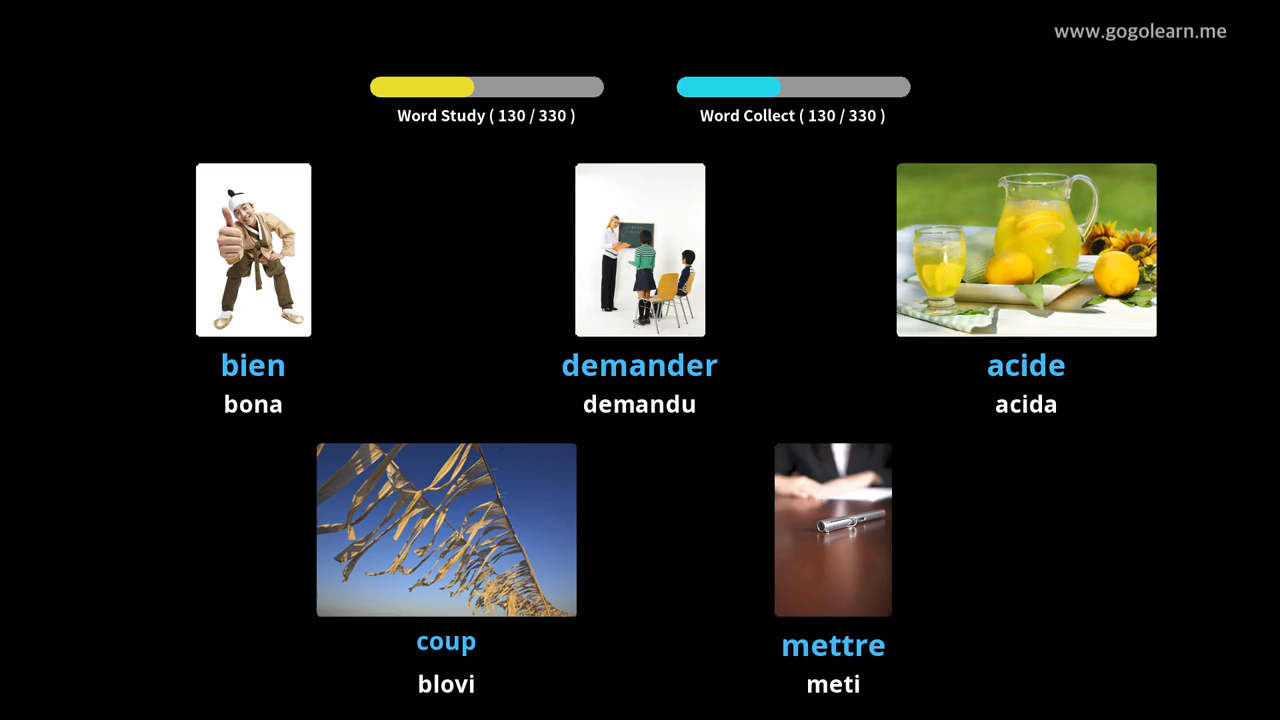 www.gogolearn.me
Word Study ( 130 / 330 )
Word Collect ( 130 / 330 )
bien
bona
demander
demandu
acide
acida
coup
blovi
mettre
meti